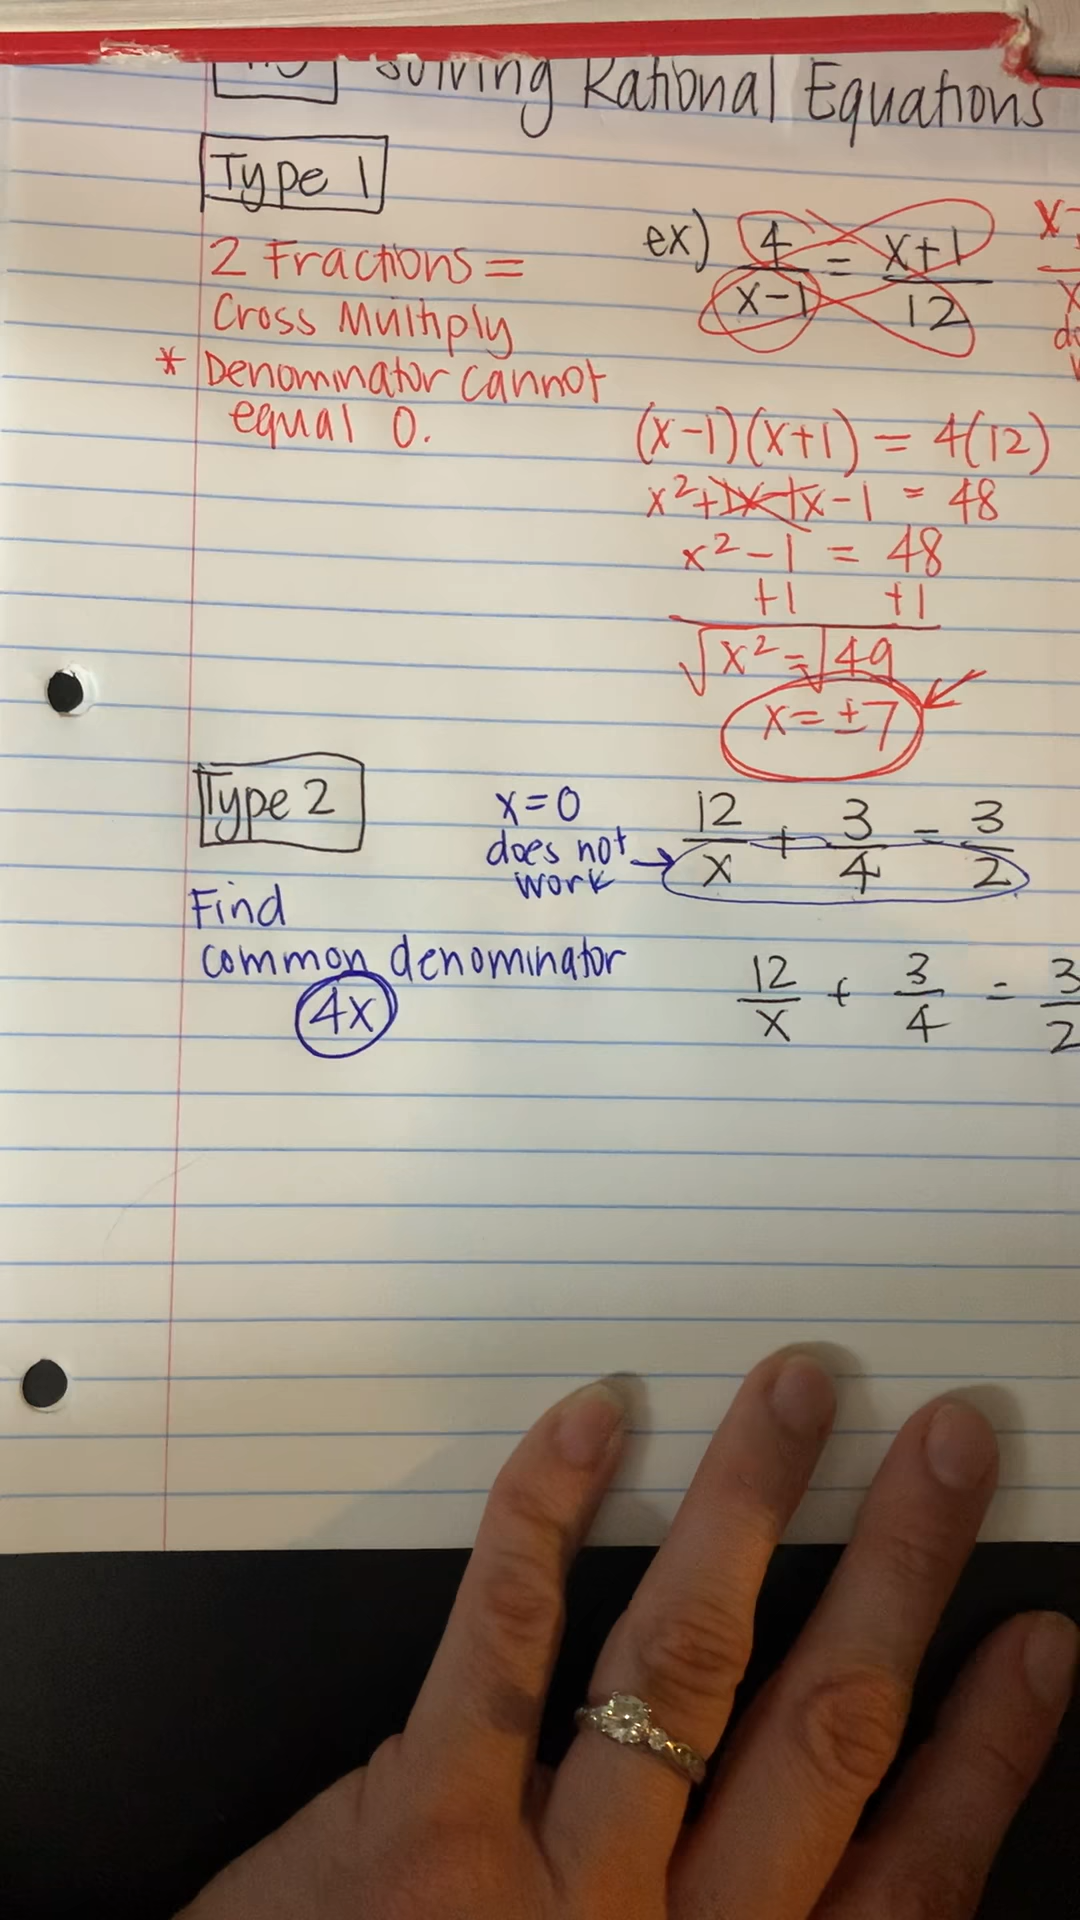 Solving Rational Equations
Type 1
2 Fractions =
Cross Multiply
* Denominator cannot
equal 0.
ex) 4/x-1 = x+1/12
(x-1)(x+1) = 4(12)
x²+1x-1x-1 = 48
x²-1 = 48
+1 +1
√x² = √49
x = ±7
Type 2
x=0
does not
work
12/x + 3/4 = 3/2
Find
common denominator
4x
12/x + 3/4 = 3/2